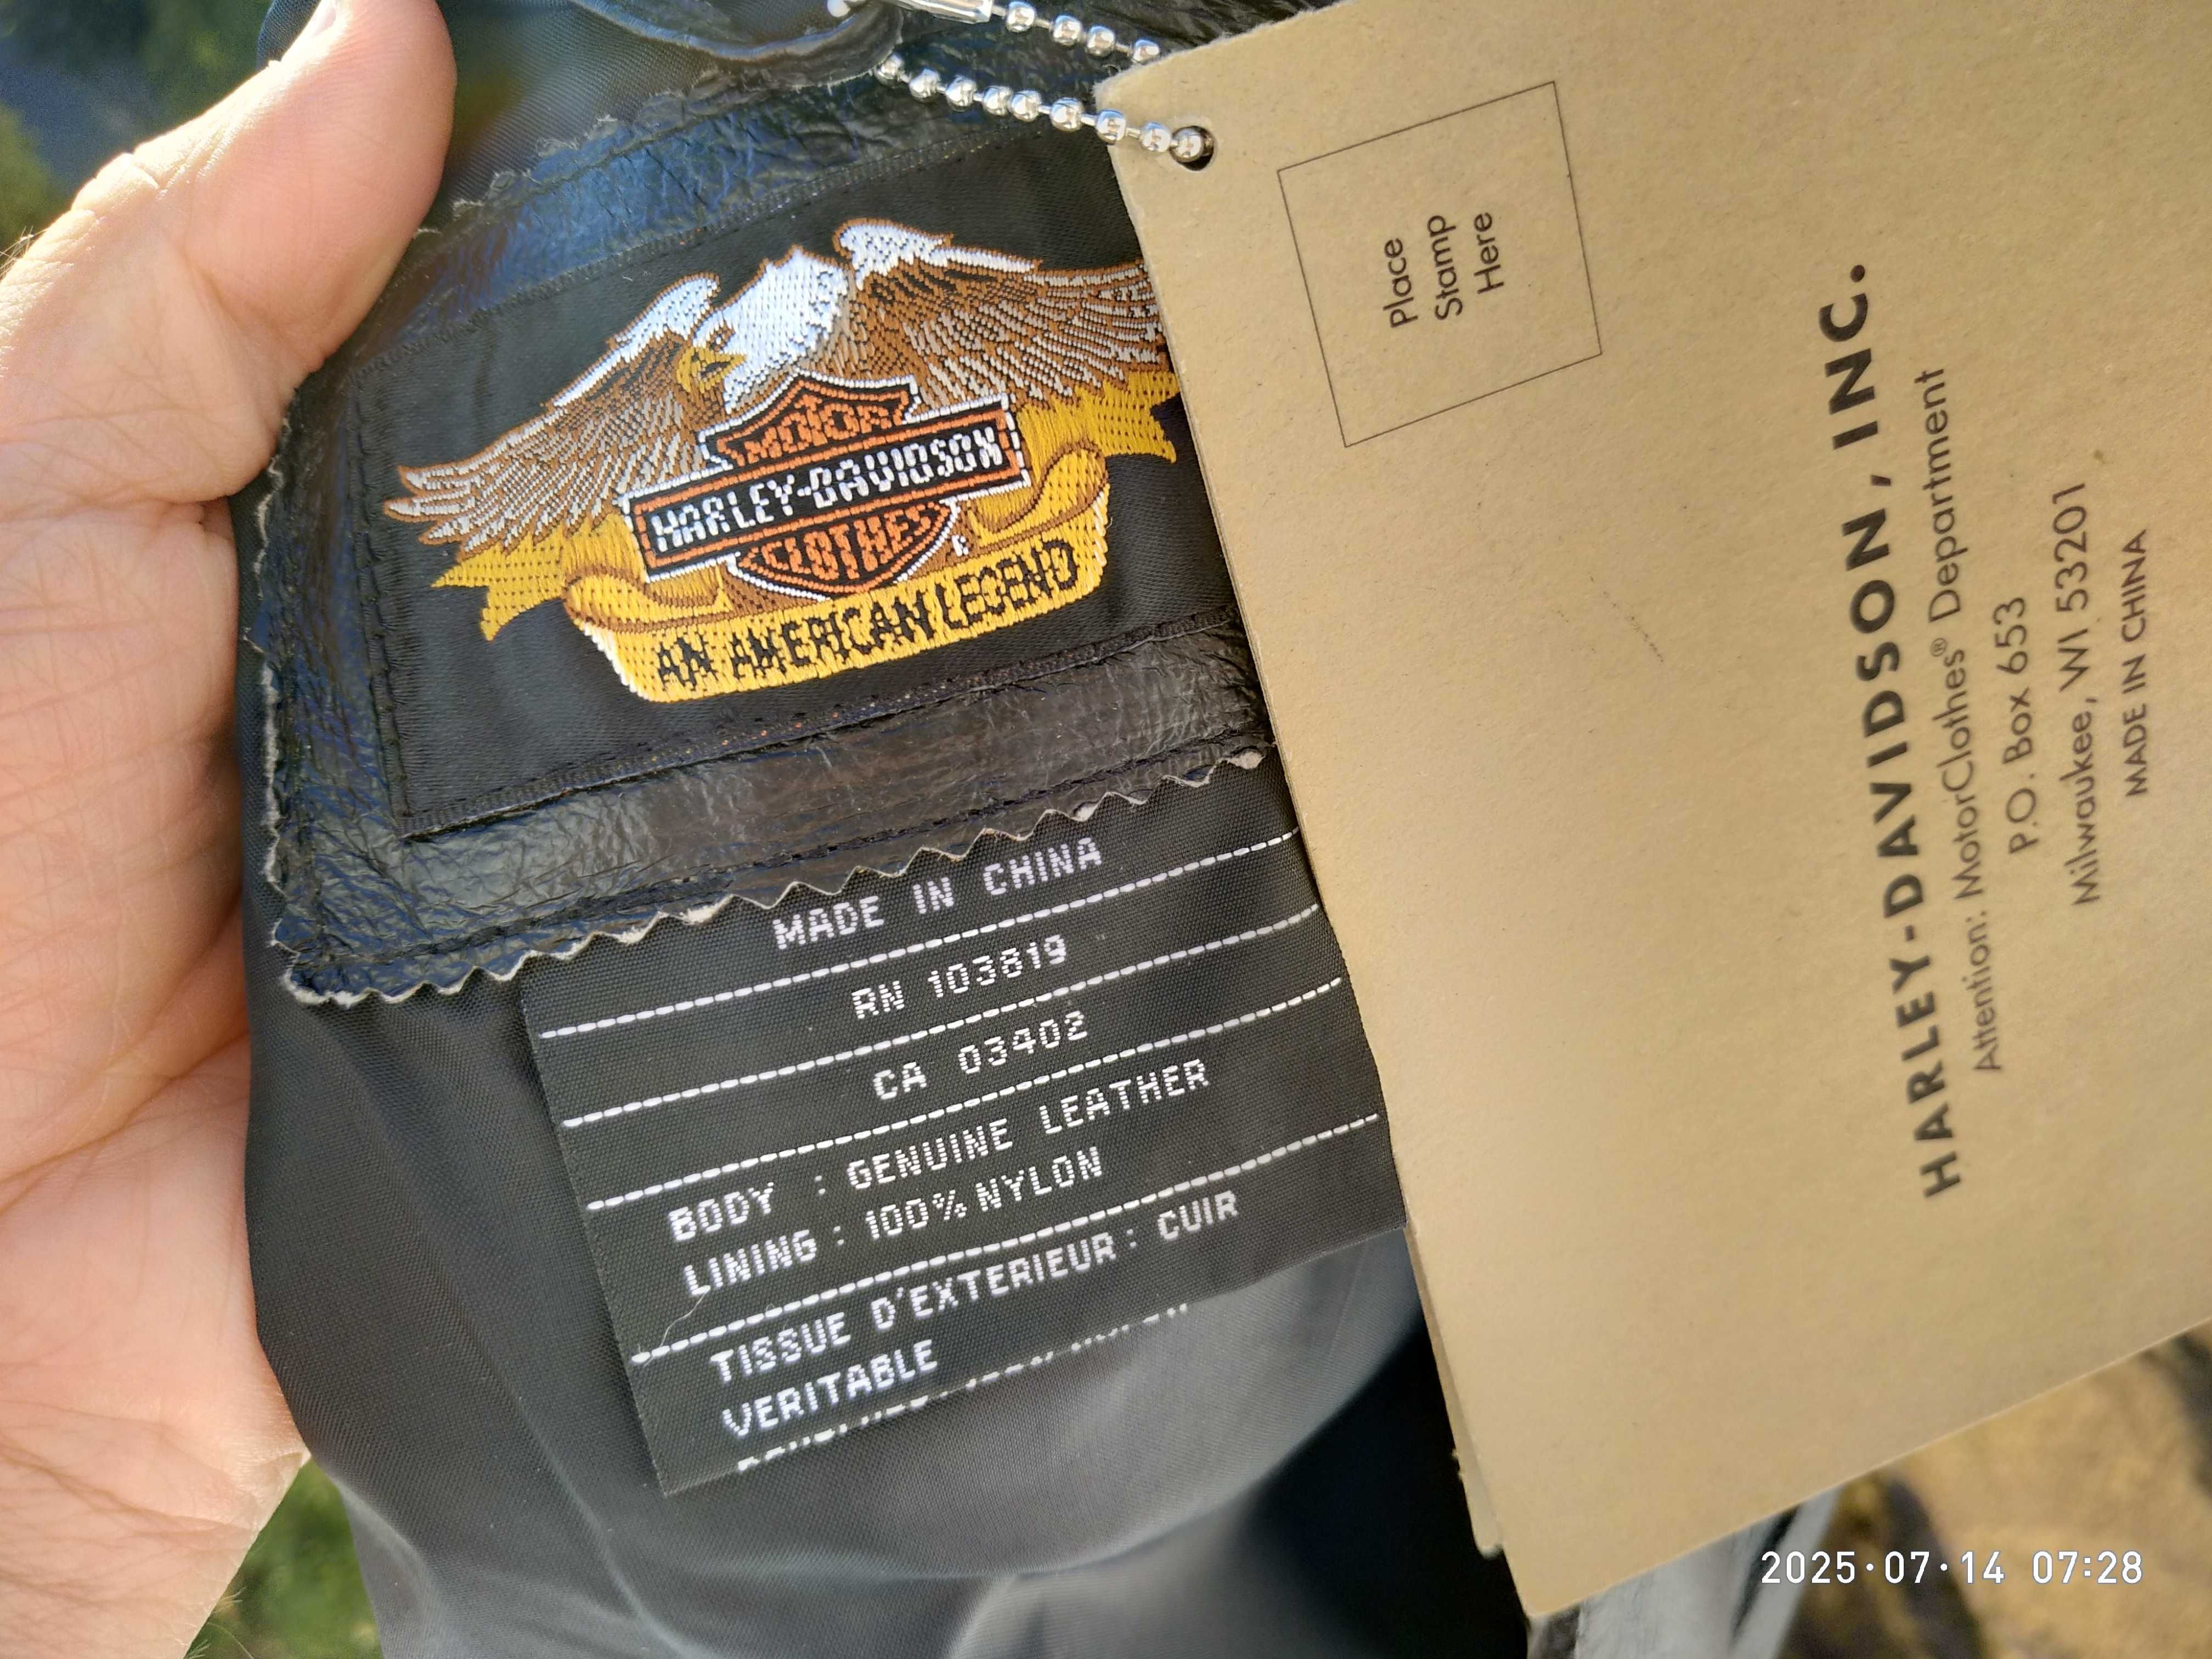 MOTOR
HARLEY-DAVIDSON
CLOTHES
AN AMERICAN LEGEND
MADE IN CHINA
RN 103819
CA 03402
BODY : GENUINE LEATHER
LINING : 100% NYLON
TISSUE D'EXTERIEUR : CUIR
VERITABLE
Place
Stamp
Here
HARLEY-DAVIDSON, INC.
Attention: MotorClothes® Department
P.O. Box 653
Milwaukee, WI 53201
MADE IN CHINA
2025·07·14 07:28